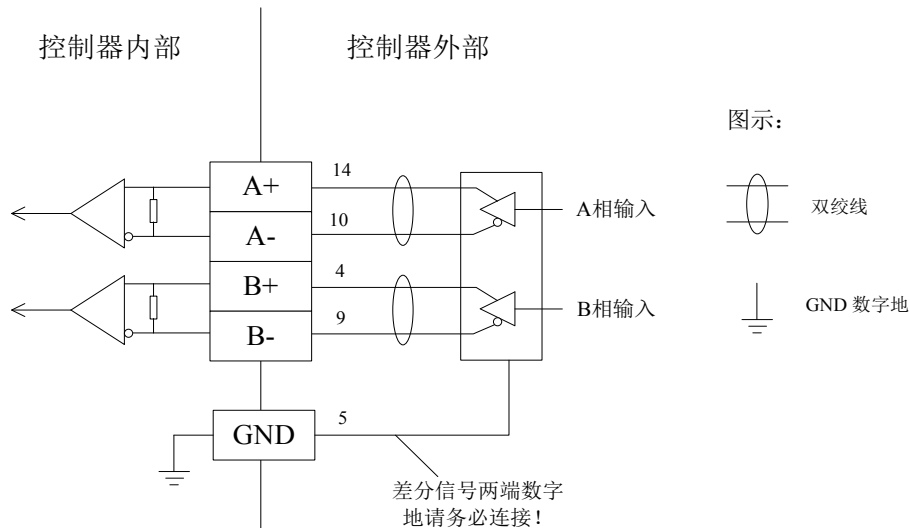 控制器内部
控制器外部
图示：
A+
14
A-
10
B+
4
B-
9
A相输入
B相输入
双绞线
GND 数字地
GND
5
差分信号两端数字
地请务必连接！